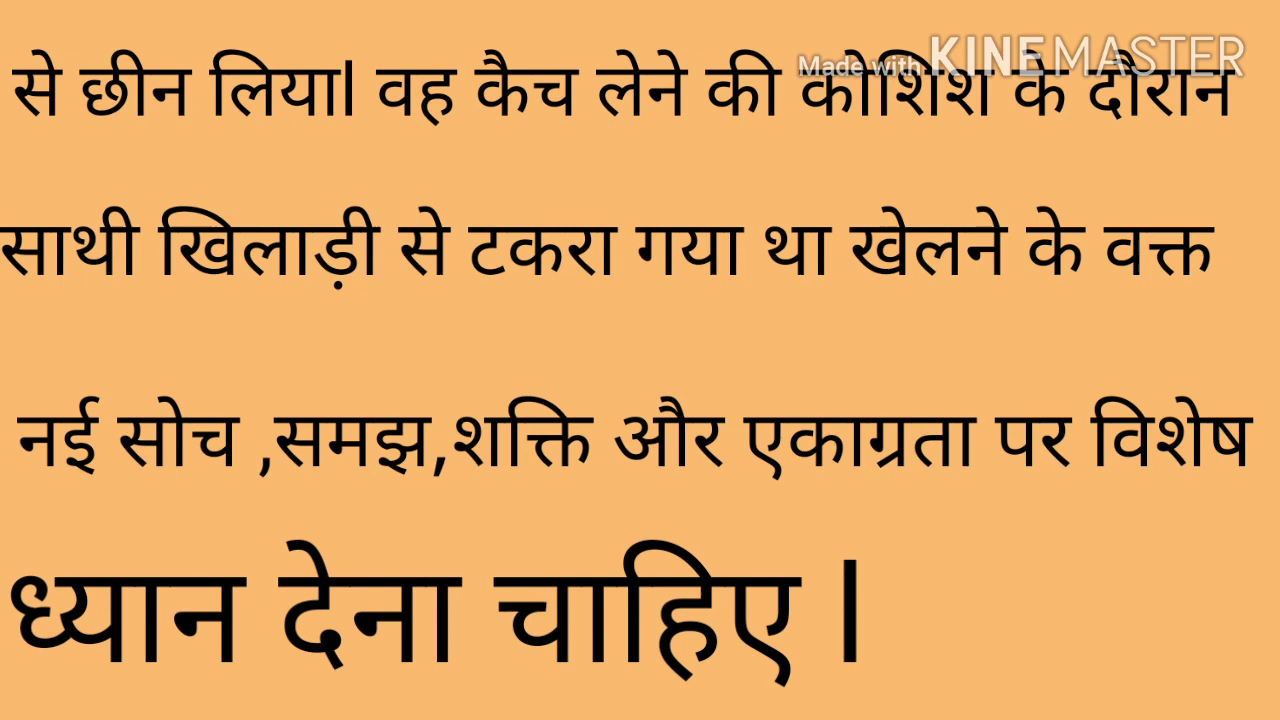 Made with KINEMASTER
से छीन लियाl वह कैच लेने की कोशिश के दौरान
साथी खिलाड़ी से टकरा गया था खेलने के वक्त
नई सोच ,समझ,शक्ति और एकाग्रता पर विशेष
ध्यान देना चाहिए l